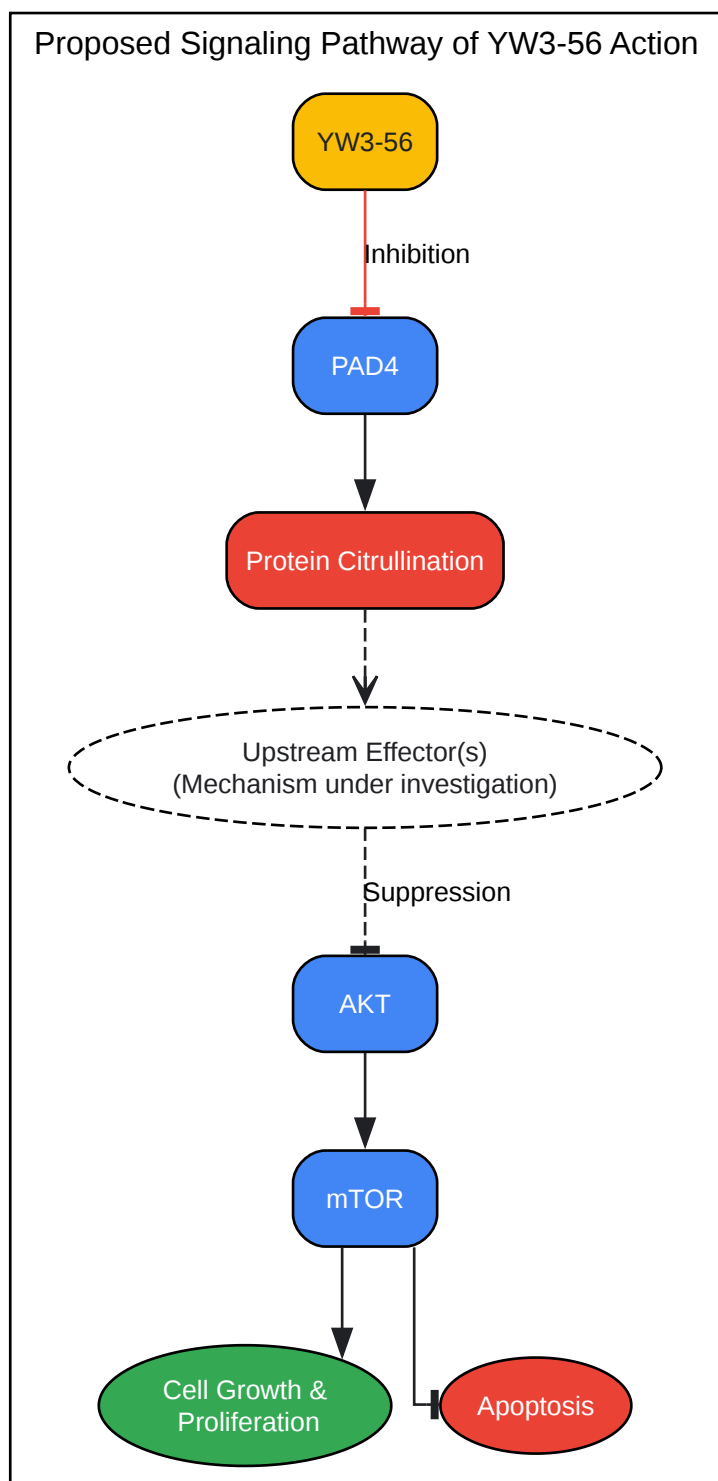 Proposed Signaling Pathway of YW3-56 Action
YW3-56
Inhibition
PAD4
Protein Citrullination
Upstream Effector(s)
(Mechanism under investigation)
Suppression
AKT
mTOR
Cell Growth &
Proliferation
Apoptosis